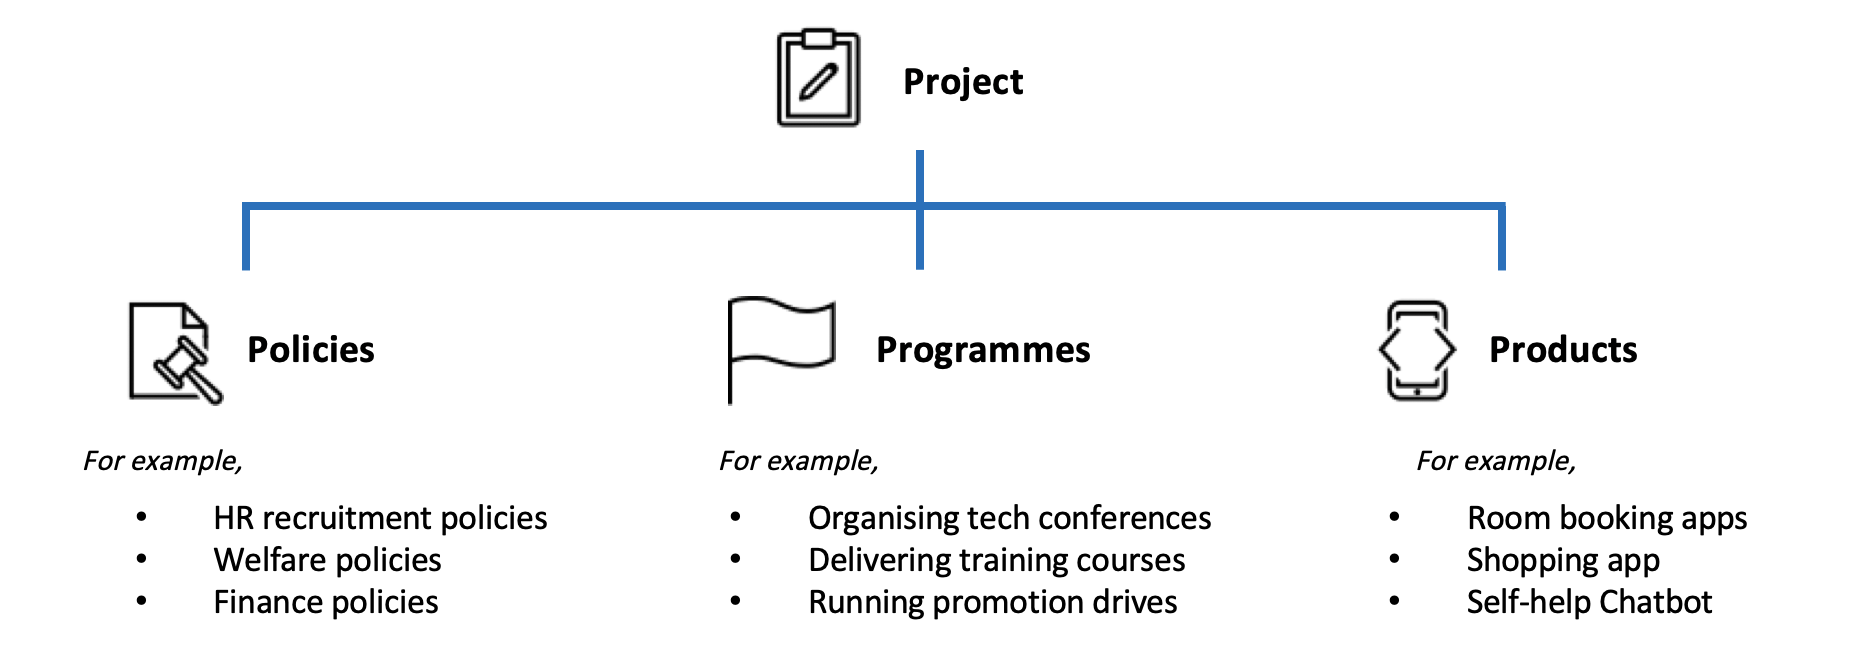 Project
Policies
Programmes
Products
For example,
• HR recruitment policies
• Welfare policies
• Finance policies
For example,
• Organising tech conferences
• Delivering training courses
• Running promotion drives
For example,
• Room booking apps
• Shopping app
• Self-help Chatbot